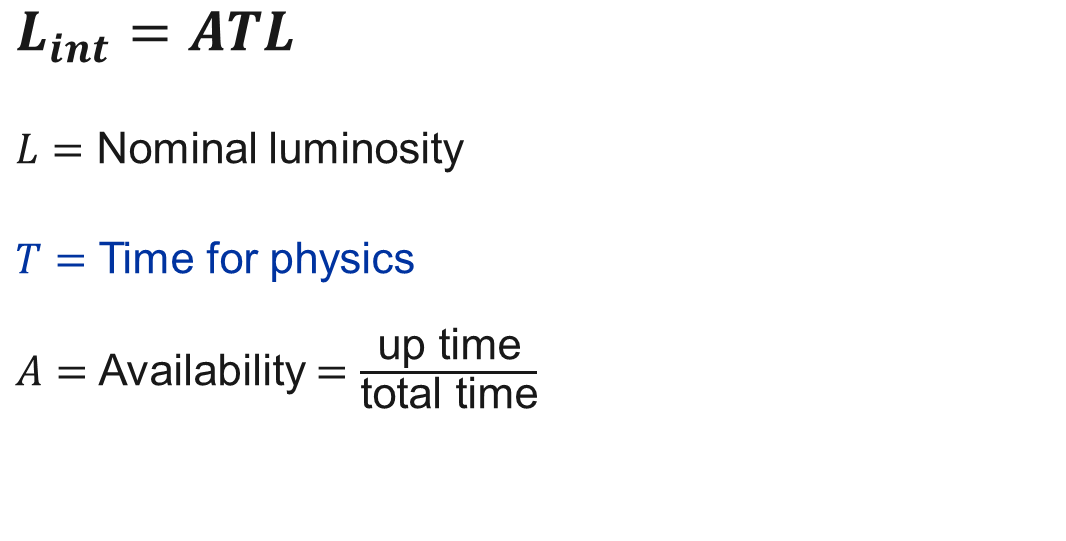 L_int = ATL
L = Nominal luminosity
T = Time for physics
A = Availability = up time / total time